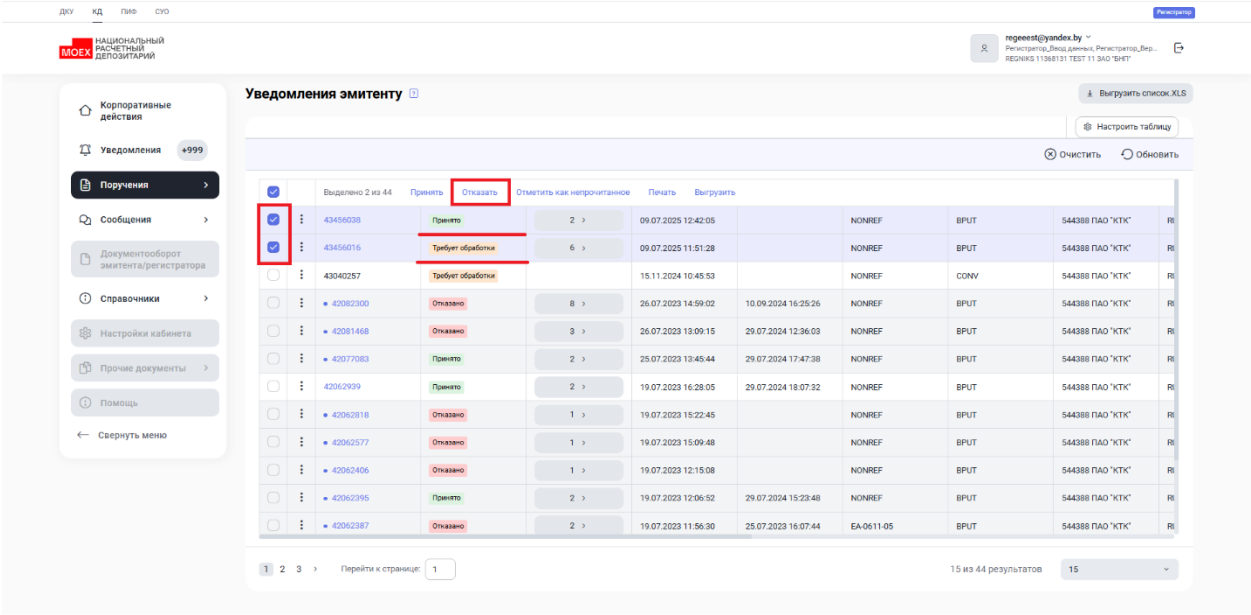 ДКУ КД ПИФ СУО Регистратор
MOEX НАЦИОНАЛЬНЫЙ РАСЧЕТНЫЙ ДЕПОЗИТАРИЙ
regeeest@yandex.by
Регистратор_Ввод данных, Регистратор_Вер...
REGNIKS 11368131 TEST 11 ЗАО "БНП"
Корпоративные действия
Уведомления +999
Поручения
Сообщения
Документооборот эмитента/регистратора
Справочники
Настройки кабинета
Прочие документы
Помощь
Свернуть меню
Уведомления эмитенту ? Выгрузить список.XLS
Настроить таблицу
Очистить Обновить
Выделено 2 из 44 Принять Отказать Отметить как непрочитанное Печать Выгрузить
43456038 Принято 2 09.07.2025 12:42:05 NONREF BPUT 544388 ПАО "КТК"
43456016 Требует обработки 6 09.07.2025 11:51:28 NONREF BPUT 544388 ПАО "КТК"
43040257 Требует обработки 15.11.2024 10:45:53 NONREF CONV 544388 ПАО "КТК"
42082300 Отказано 8 26.07.2023 14:59:02 10.09.2024 16:25:26 NONREF BPUT 544388 ПАО "КТК"
42081468 Отказано 3 26.07.2023 13:09:15 29.07.2024 12:36:03 NONREF BPUT 544388 ПАО "КТК"
42077083 Принято 2 25.07.2023 13:45:44 29.07.2024 17:47:38 NONREF BPUT 544388 ПАО "КТК"
42062939 Принято 2 19.07.2023 16:28:05 29.07.2024 18:07:32 NONREF BPUT 544388 ПАО "КТК"
42062818 Отказано 1 19.07.2023 15:22:45 NONREF BPUT 544388 ПАО "КТК"
42062577 Отказано 1 19.07.2023 15:09:48 NONREF BPUT 544388 ПАО "КТК"
42062406 Отказано 1 19.07.2023 12:15:08 NONREF BPUT 544388 ПАО "КТК"
42062395 Принято 2 19.07.2023 12:06:52 29.07.2024 15:23:48 NONREF BPUT 544388 ПАО "КТК"
42062387 Отказано 2 19.07.2023 11:56:30 25.07.2023 16:07:44 EA-0611-05 BPUT 544388 ПАО "КТК"
1 2 3 Перейти к странице: 1 15 из 44 результатов 15